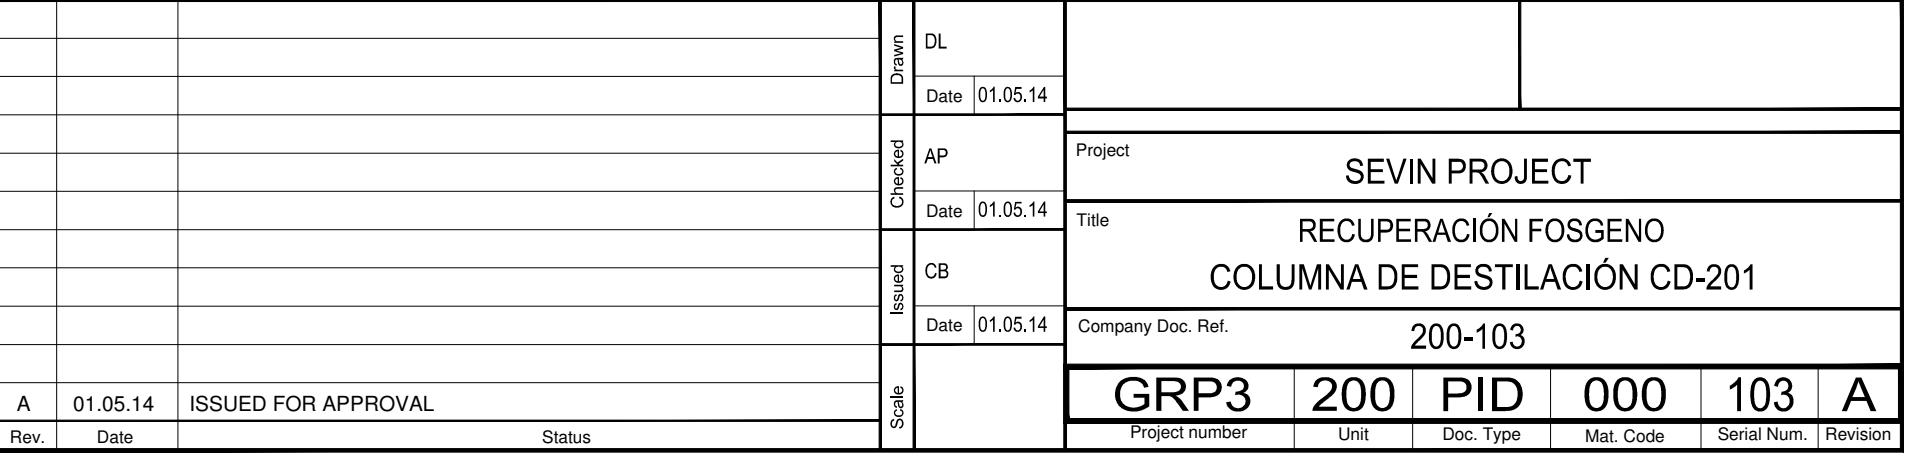 A 01.05.14 ISSUED FOR APPROVAL
Rev. Date Status
Drawn DL
Date 01.05.14
Checked AP
Date 01.05.14
Issued CB
Date 01.05.14
Scale
Project SEVIN PROJECT
Title RECUPERACIÓN FOSGENO
COLUMNA DE DESTILACIÓN CD-201
Company Doc. Ref. 200-103
GRP3 200 PID 000 103 A
Project number Unit Doc. Type Mat. Code Serial Num. Revision